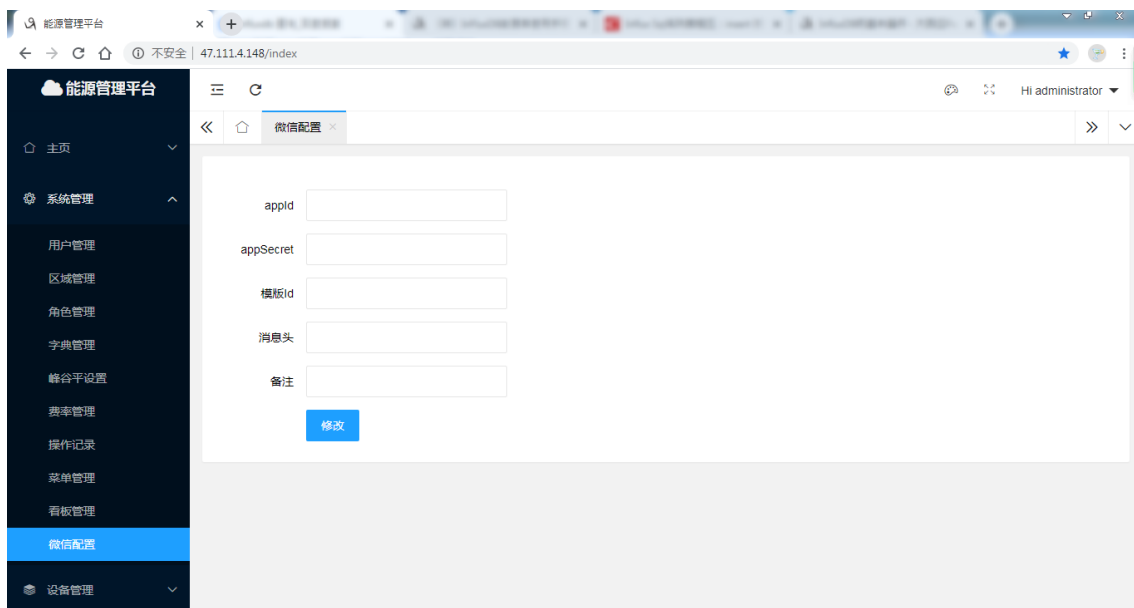 能源管理平台
不安全 47.111.4.148/index
能源管理平台
Hi administrator
微信配置
主页
系统管理
用户管理
区域管理
角色管理
字典管理
峰谷平设置
费率管理
操作记录
菜单管理
看板管理
微信配置
设备管理
appId
appSecret
模版Id
消息头
备注
修改